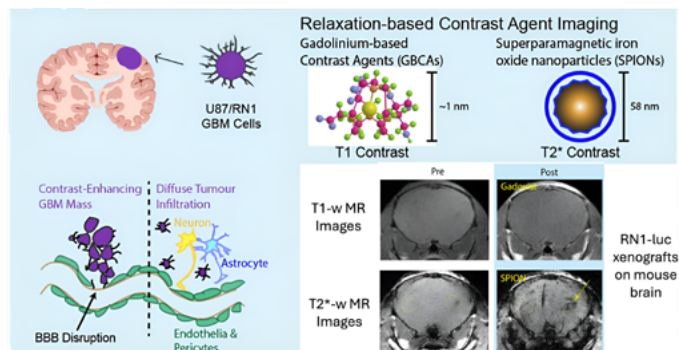 Relaxation-based Contrast Agent Imaging
Gadolinium-based
Contrast Agents (GBCAs)
~1 nm
T1 Contrast
Superparamagnetic iron
oxide nanoparticles (SPIONs)
58 nm
T2* Contrast
U87/RN1
GBM Cells
Contrast-Enhancing
GBM Mass
Diffuse Tumour
Infiltration
Neuron
Astrocyte
BBB Disruption
Endothelia &
Pericytes
Pre
Post
T1-w MR
Images
Gadovist
T2*-w MR
Images
SPION
RN1-luc
xenografts
on mouse
brain